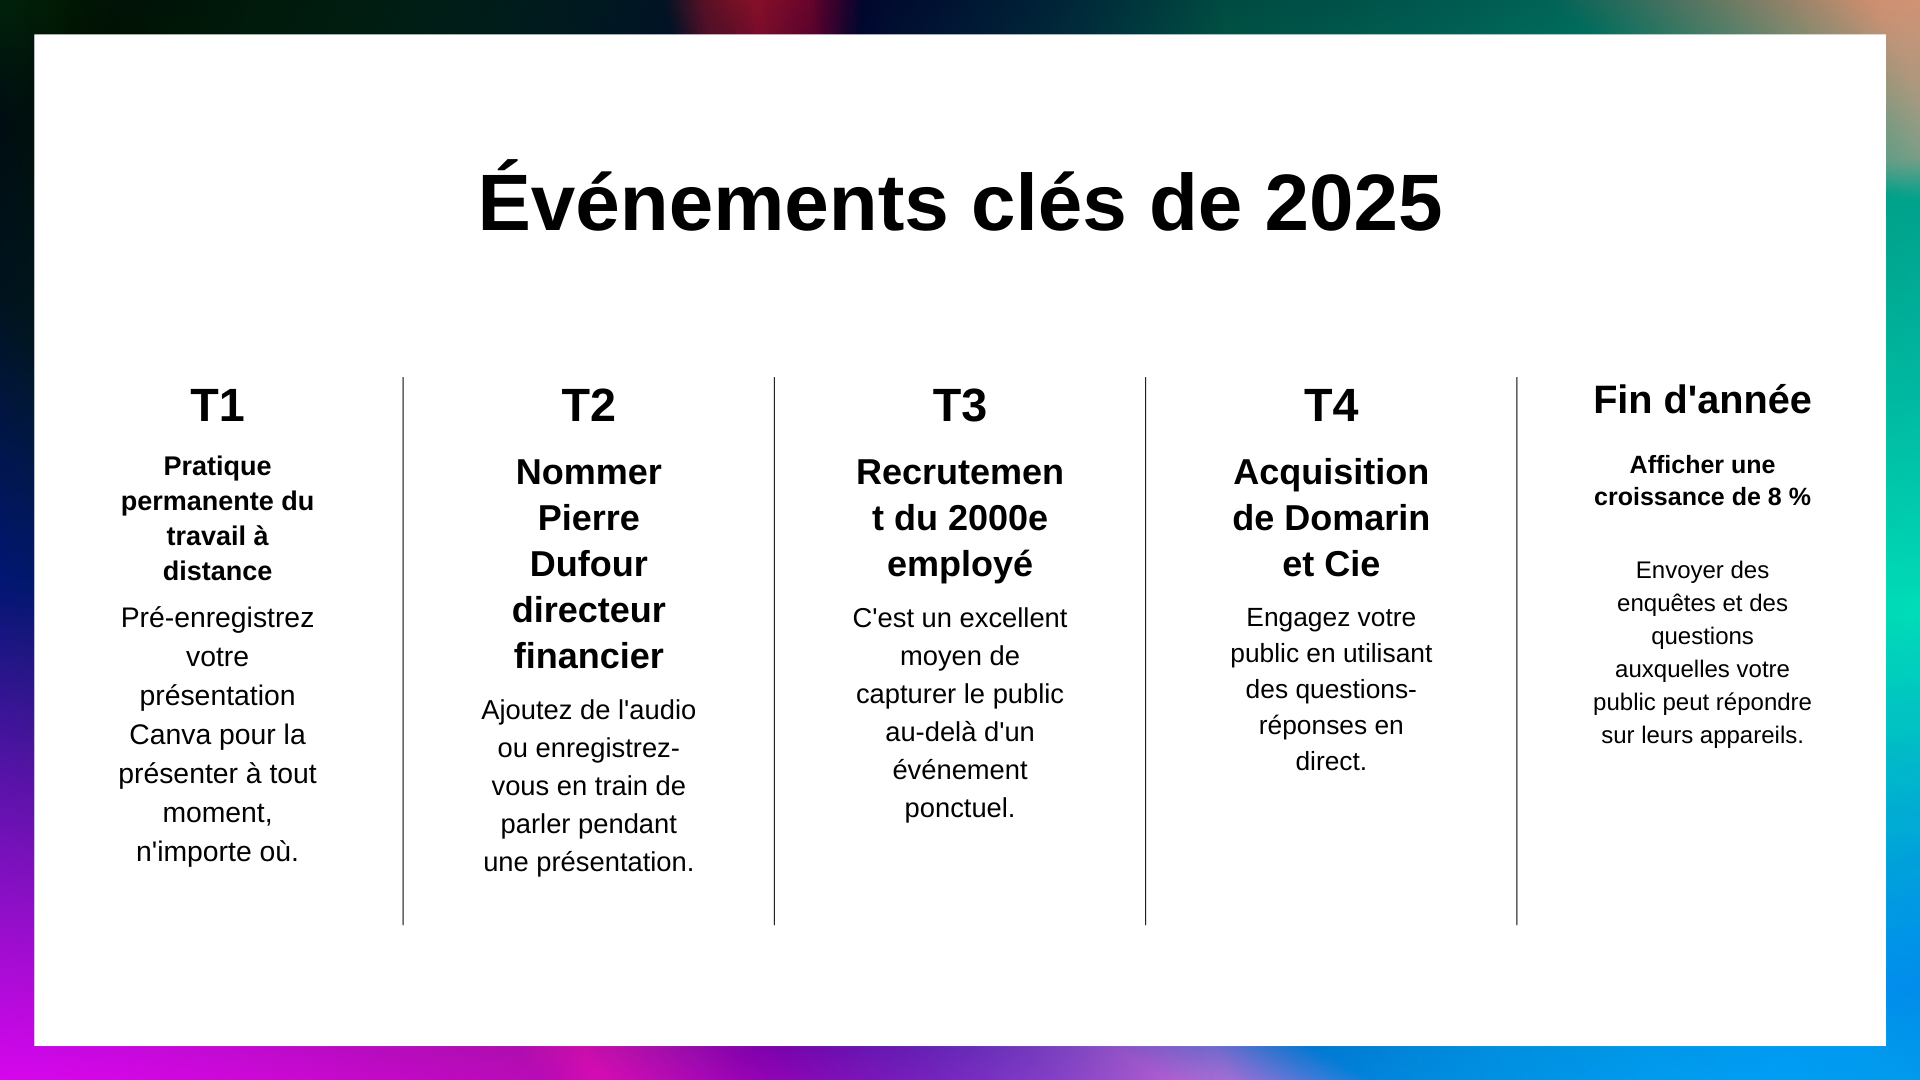 Événements clés de 2025
T1
Pratique
permanente du
travail à
distance
Pré-enregistrez
votre
présentation
Canva pour la
présenter à tout
moment,
n'importe où.
T2
Nommer
Pierre
Dufour
directeur
financier
Ajoutez de l'audio
ou enregistrez-
vous en train de
parler pendant
une présentation.
T3
Recrutemen
t du 2000e
employé
C'est un excellent
moyen de
capturer le public
au-delà d'un
événement
ponctuel.
T4
Acquisition
de Domarin
et Cie
Engagez votre
public en utilisant
des questions-
réponses en
direct.
Fin d'année
Afficher une
croissance de 8 %
Envoyer des
enquêtes et des
questions
auxquelles votre
public peut répondre
sur leurs appareils.